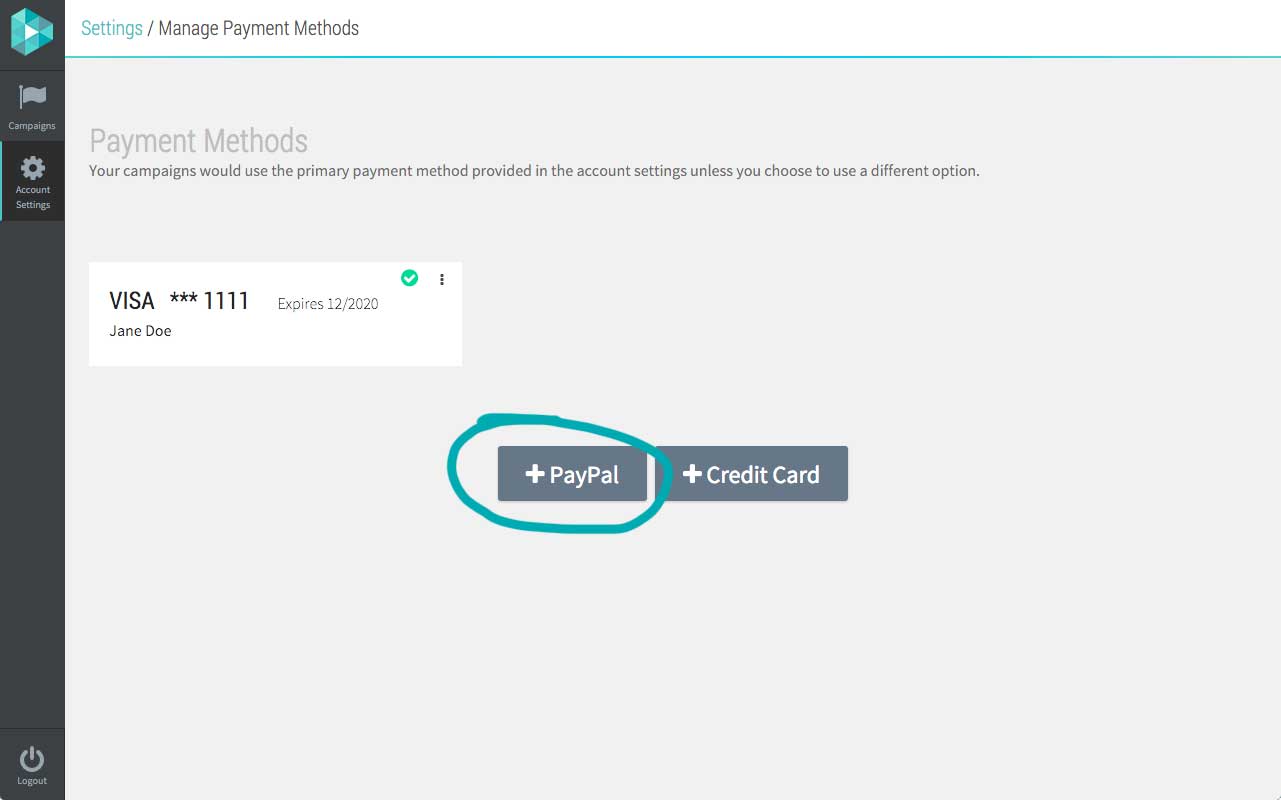 Settings / Manage Payment Methods
Campaigns
Account
Settings
Payment Methods
Your campaigns would use the primary payment method provided in the account settings unless you choose to use a different option.
VISA *** 1111 Expires 12/2020
Jane Doe
+ PayPal + Credit Card
Logout